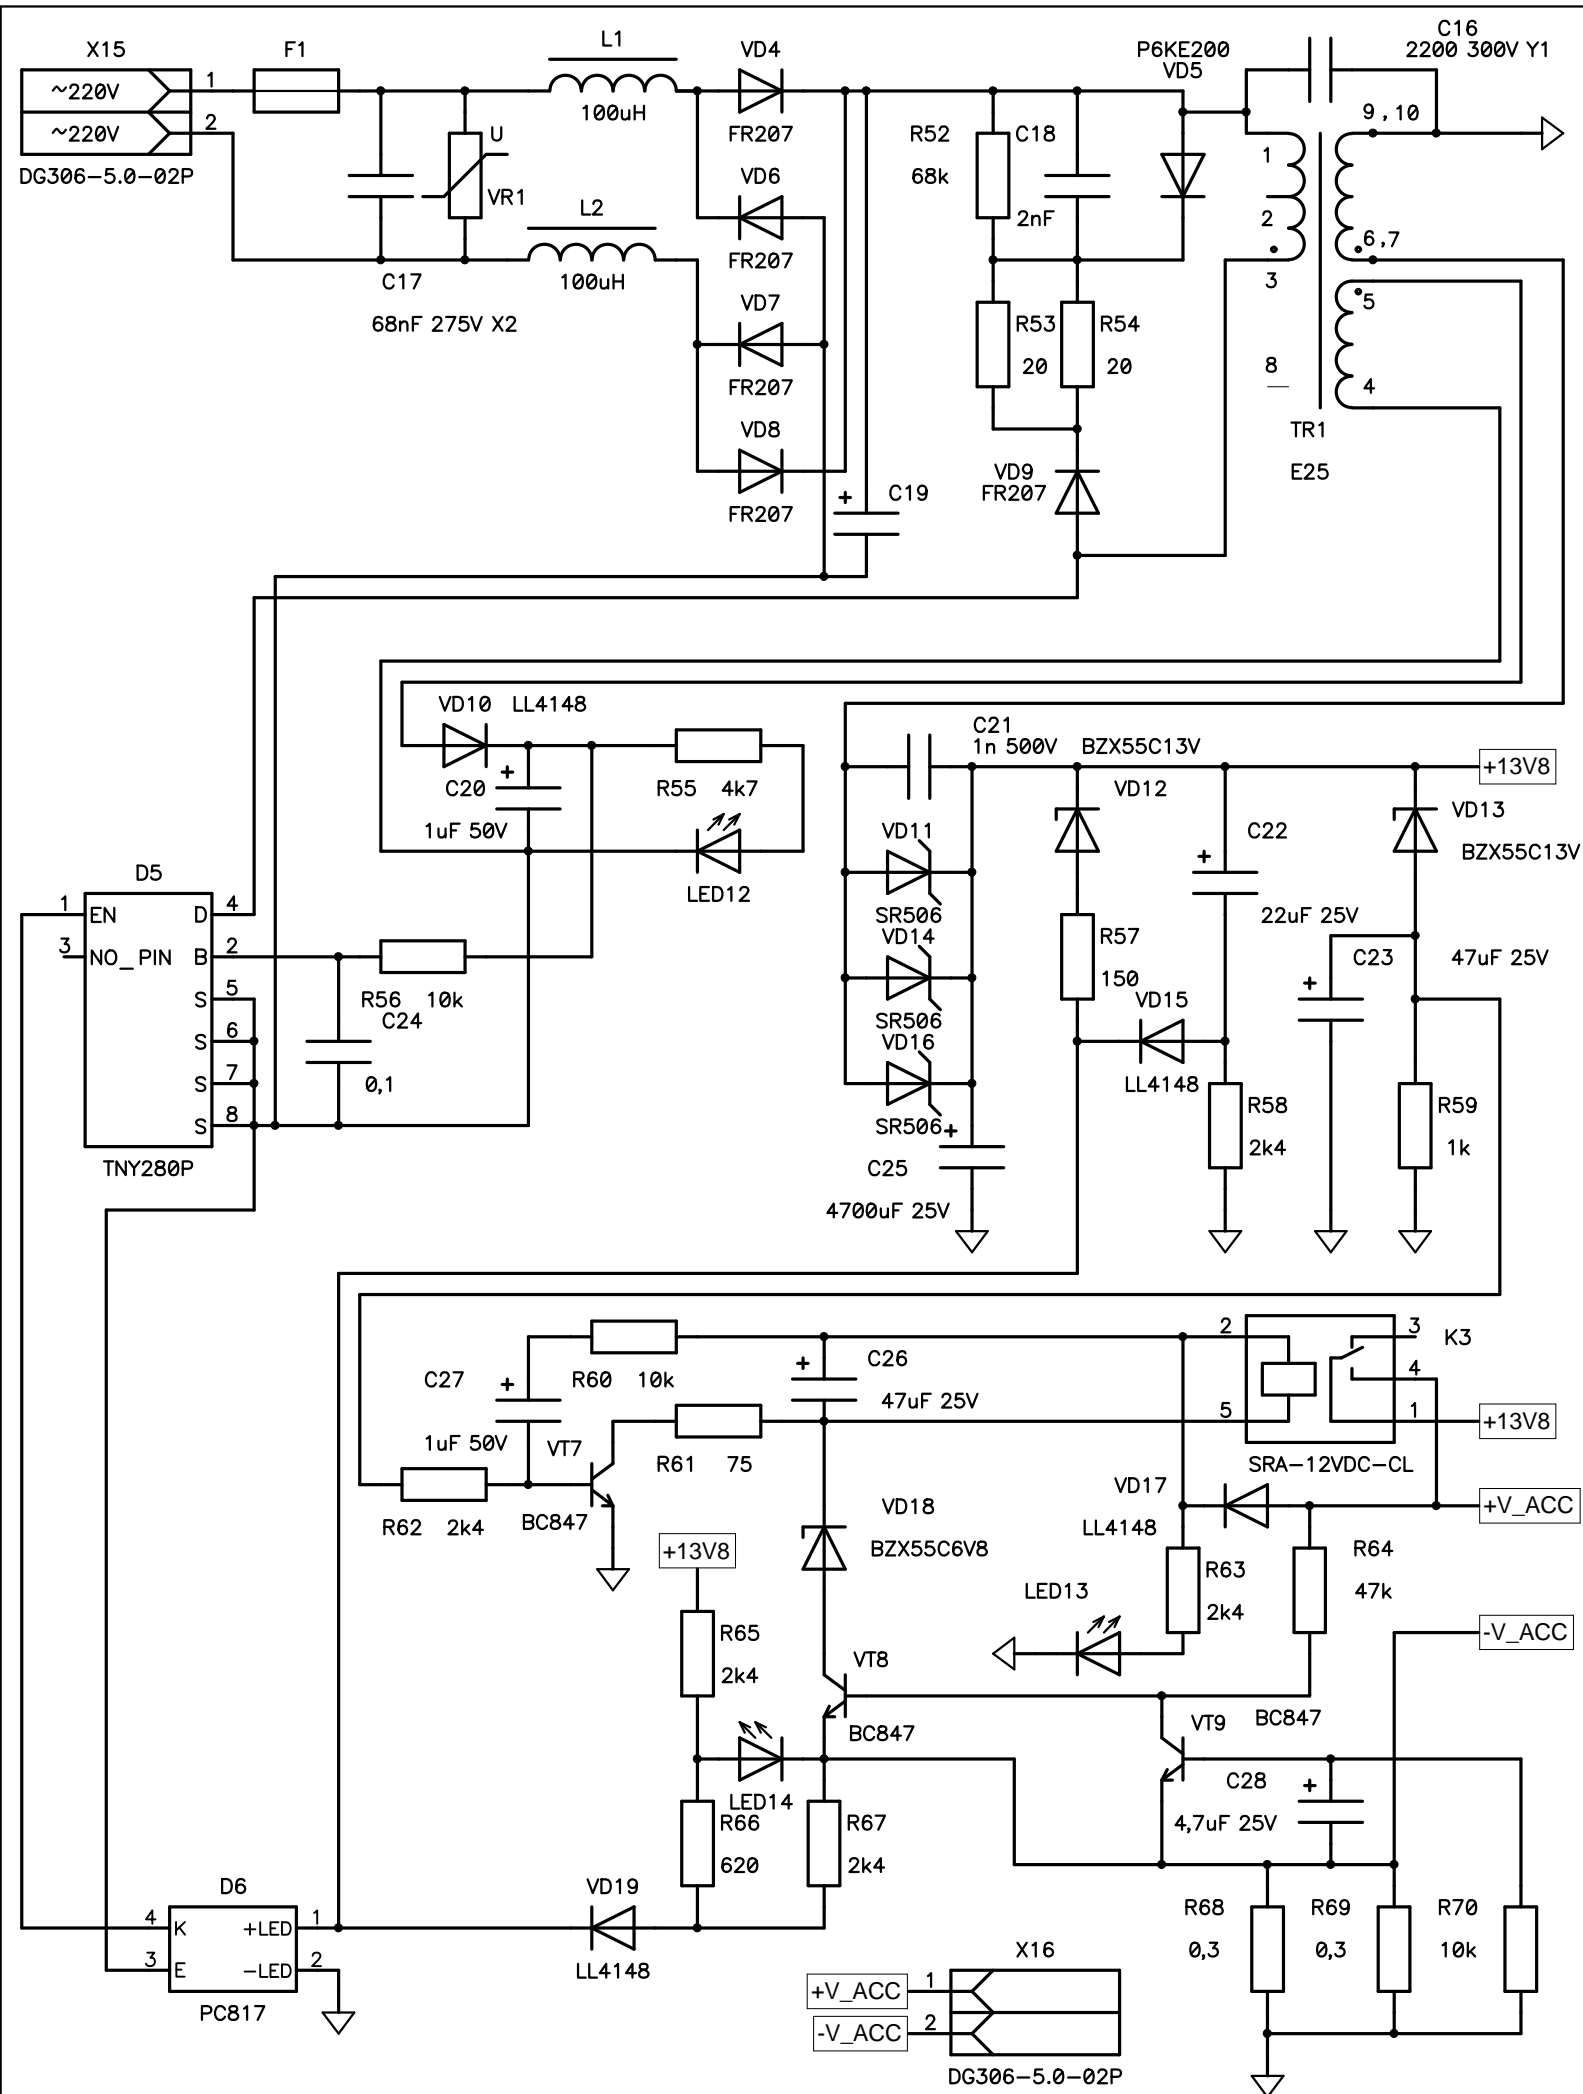 X15
F1
L1
VD4
P6KE200
VD5
C16
2200 300V Y1
~220V
1
~220V
2
DG306-5.0-02P
100uH
FR207
U
VR1
R52
68k
C18
2nF
9,10
1
VD6
L2
2
FR207
6,7
C17
100uH
3
68nF 275V X2
VD7
FR207
R53
20
R54
20
5
8
4
VD8
TR1
FR207
C19
+
VD9
FR207
E25
VD10 LL4148
C21
1n 500V
BZX55C13V
+13V8
C20
+
R55 4k7
VD12
VD13
1uF 50V
VD11
C22
+
BZX55C13V
LED12
SR506
D5
1
EN
D
4
3
NO_PIN
B
2
S
5
S
6
S
7
S
8
TNY280P
R56 10k
C24
0,1
VD14
SR506
VD16
SR506
+
C25
4700uF 25V
R57
150
VD15
LL4148
22uF 25V
C23
+
47uF 25V
R58
2k4
R59
1k
2
3
K3
C27
+
R60 10k
+
C26
47uF 25V
4
5
1
+13V8
1uF 50V
VT7
R61 75
SRA-12VDC-CL
R62 2k4
BC847
+13V8
VD18
BZX55C6V8
VD17
LL4148
+V_ACC
R63
2k4
R64
47k
LED13
-V_ACC
R65
2k4
VT8
BC847
VT9
BC847
C28
+
4,7uF 25V
LED14
R66
620
R67
2k4
D6
VD19
R68
0,3
R69
0,3
R70
10k
4
K
+LED
1
3
E
-LED
2
PC817
LL4148
X16
+V_ACC
1
-V_ACC
2
DG306-5.0-02P